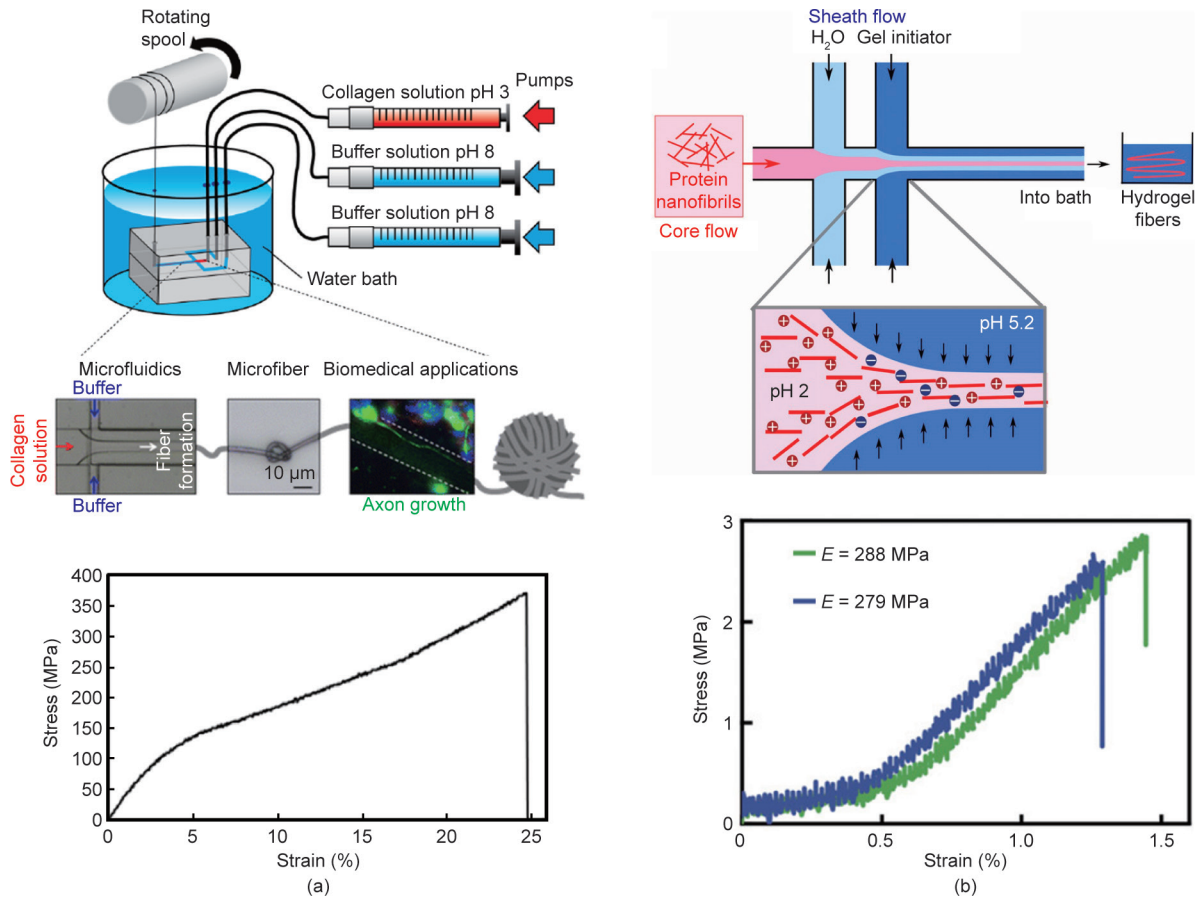 Rotating
spool
Pumps
Collagen solution pH 3
Buffer solution pH 8
Buffer solution pH 8
Water bath
Microfluidics
Microfiber
Biomedical applications
Buffer
Collagen
solution
Fiber
formation
10 μm
Buffer
Axon growth
400
350
300
250
200
150
100
50
0
Stress (MPa)
0
5
10
15
20
25
Strain (%)
(a)
Sheath flow
H₂O
Gel initiator
Protein
nanofibrils
Core flow
Into bath
Hydrogel
fibers
pH 5.2
pH 2
+
−
3
2
1
0
Stress (MPa)
E = 288 MPa
E = 279 MPa
0
0.5
1.0
1.5
Strain (%)
(b)